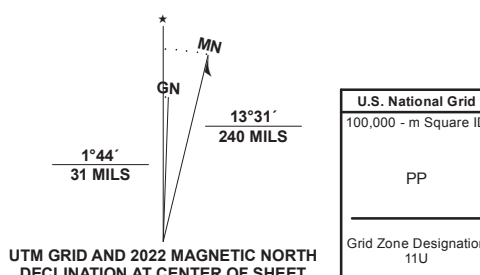 ★
MN
GN
13°31´
240 MILS
1°44´
31 MILS
UTM GRID AND 2022 MAGNETIC NORTH
DECLINATION AT CENTER OF SHEET
U.S. National Grid
100,000 - m Square ID
PP
Grid Zone Designation
11U